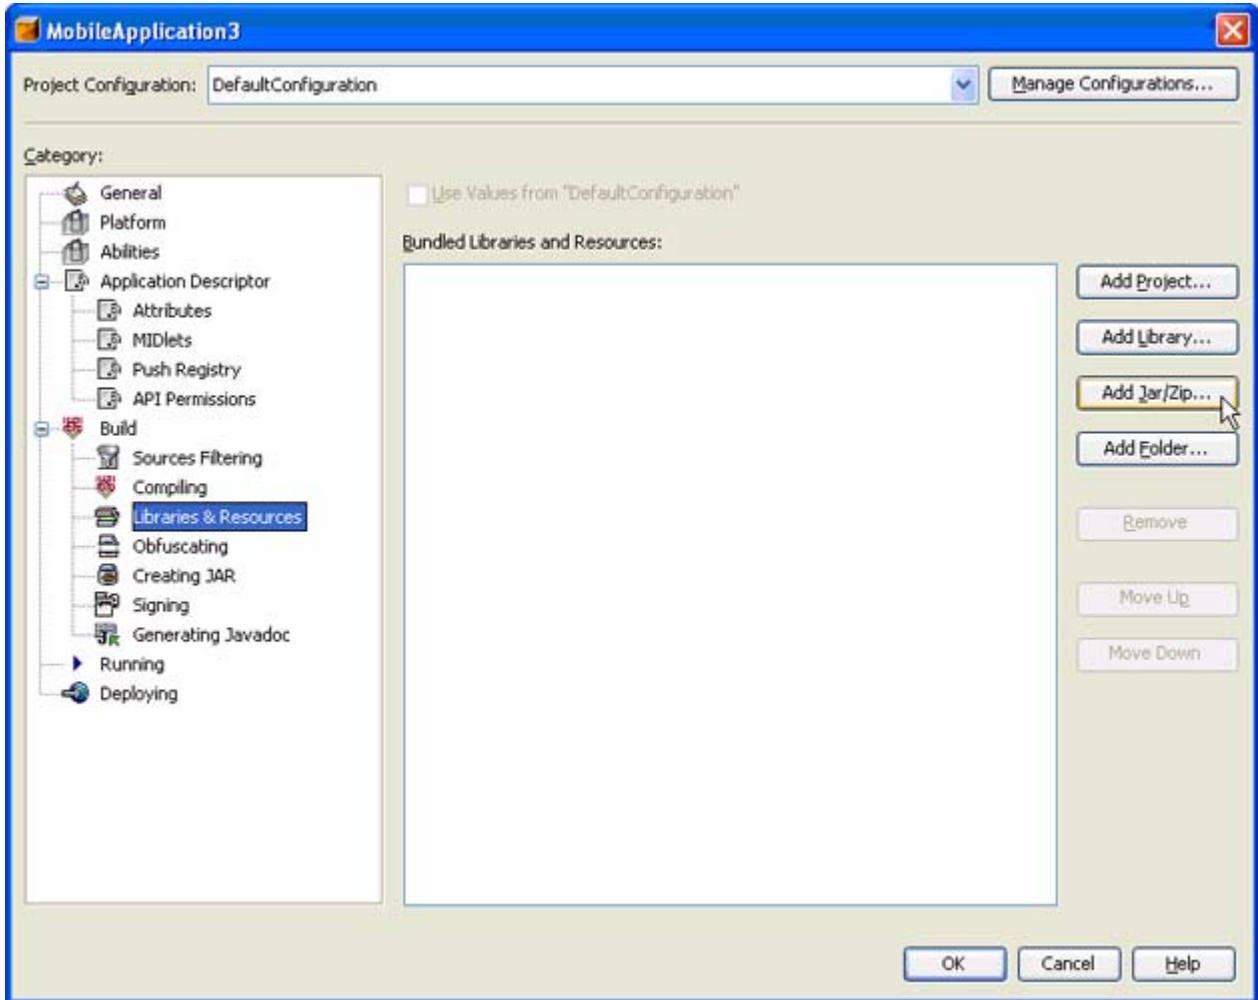 MobileApplication3
Project Configuration: DefaultConfiguration Manage Configurations...
Category:
General
Platform
Abilities
Application Descriptor
Attributes
MIDlets
Push Registry
API Permissions
Build
Sources Filtering
Compiling
Libraries & Resources
Obfuscating
Creating JAR
Signing
Generating Javadoc
Running
Deploying
Use Values from "DefaultConfiguration"
Bundled Libraries and Resources:
Add Project...
Add Library...
Add Jar/Zip...
Add Folder...
Remove
Move Up
Move Down
OK Cancel Help